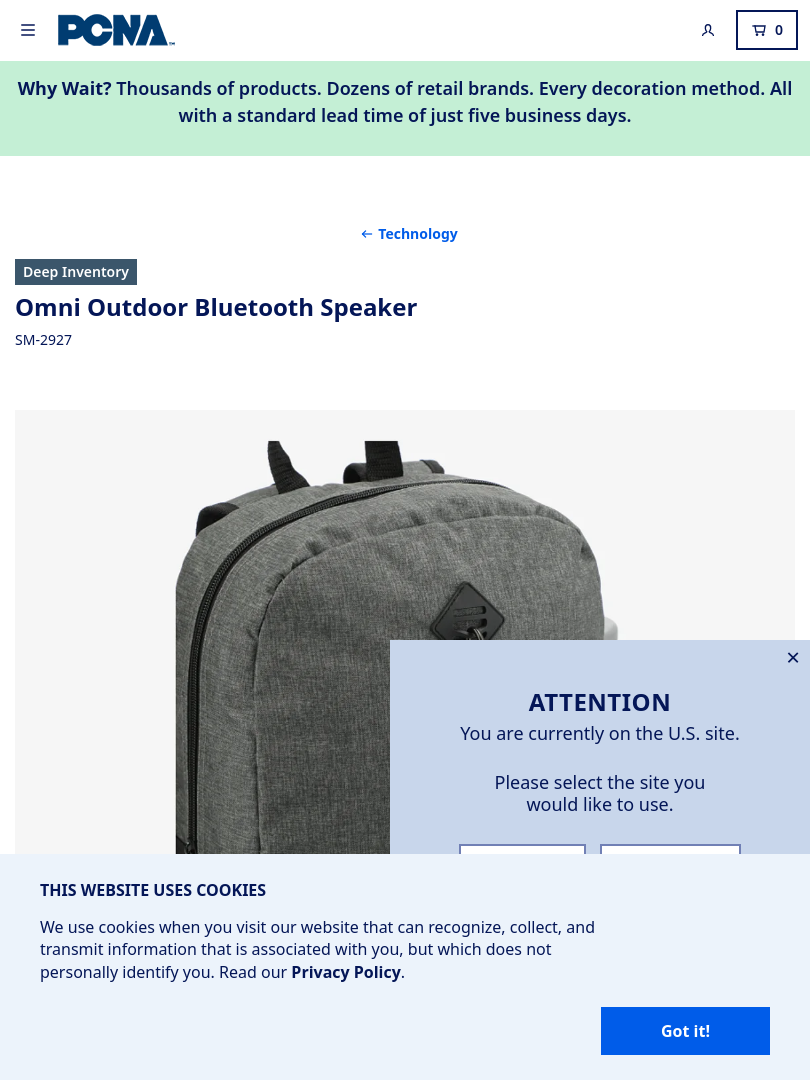 PCNA
0
Why Wait? Thousands of products. Dozens of retail brands. Every decoration method. All
with a standard lead time of just five business days.
← Technology
Deep Inventory
Omni Outdoor Bluetooth Speaker
SM-2927
ATTENTION
You are currently on the U.S. site.
Please select the site you
would like to use.
THIS WEBSITE USES COOKIES
We use cookies when you visit our website that can recognize, collect, and
transmit information that is associated with you, but which does not
personally identify you. Read our Privacy Policy.
Got it!